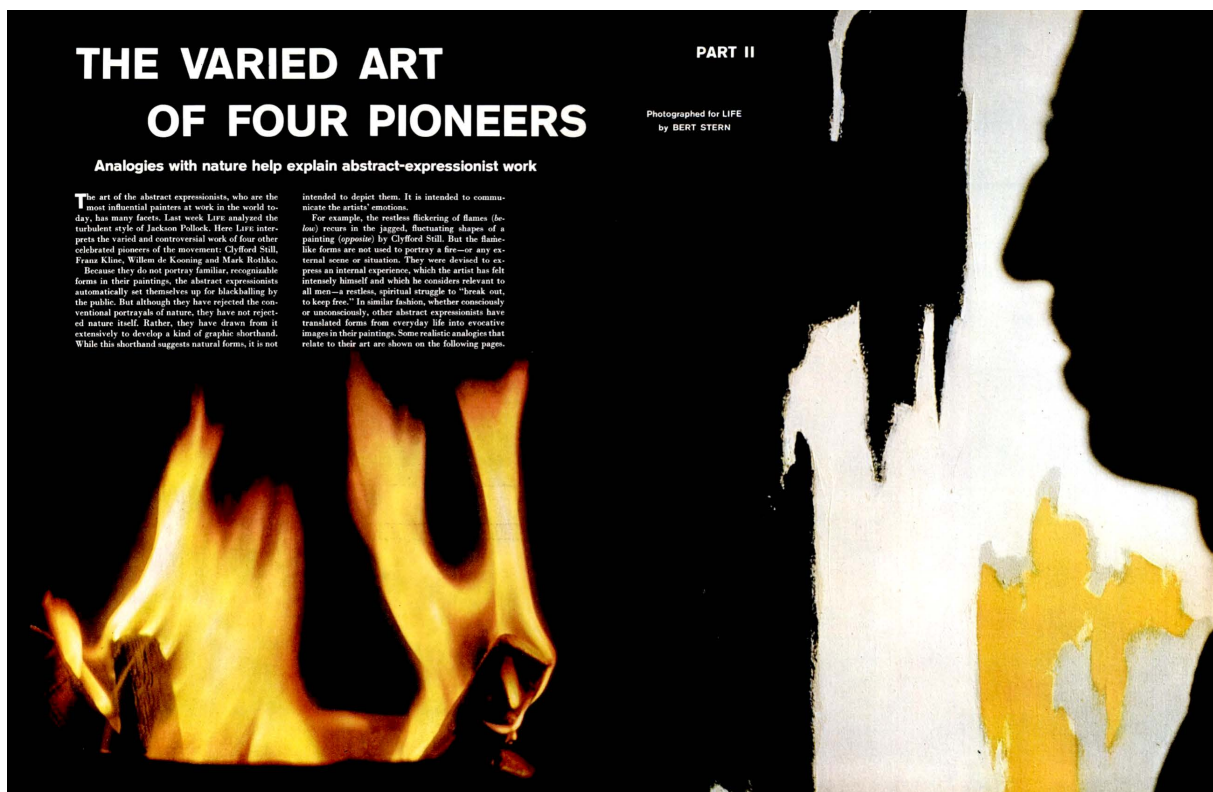 THE VARIED ART
OF FOUR PIONEERS
Analogies with nature help explain abstract-expressionist work
PART II
Photographed for LIFE
by BERT STERN
The art of the abstract expressionists, who are the
most influential painters at work in the world to-
day, has many facets. Last week LIFE analyzed the
turbulent style of Jackson Pollock. Here LIFE inter-
prets the varied and controversial work of four other
celebrated pioneers of the movement: Clyfford Still,
Franz Kline, Willem de Kooning and Mark Rothko.
Because they do not portray familiar, recognizable
forms in their paintings, the abstract expressionists
automatically set themselves up for blackballing by
the public. But although they have rejected the con-
ventional portrayals of nature, they have not reject-
ed nature itself. Rather, they have drawn from it
extensively to develop a kind of graphic shorthand.
While this shorthand suggests natural forms, it is not
intended to depict them. It is intended to commu-
nicate the artists' emotions.
For example, the restless flickering of flames (be-
low) recurs in the jagged, fluctuating shapes of a
painting (opposite) by Clyfford Still. But the flame-
like forms are not used to portray a fire—or any ex-
ternal scene or situation. They were devised to ex-
press an internal experience, which the artist has felt
intensely himself and which he considers relevant to
all men—a restless, spiritual struggle to "break out,
to keep free." In similar fashion, whether consciously
or unconsciously, other abstract expressionists have
translated forms from everyday life into evocative
images in their paintings. Some realistic analogies that
relate to their art are shown on the following pages.